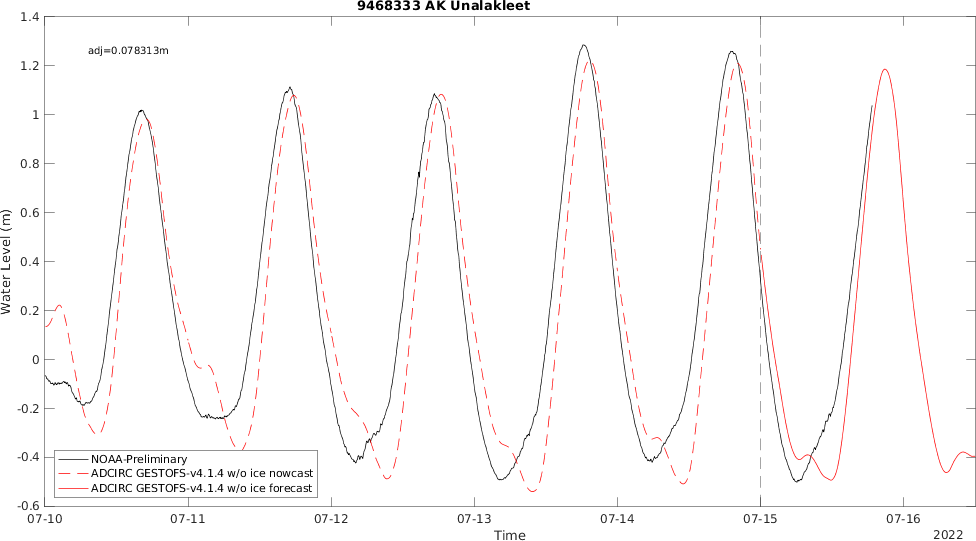 9468333 AK Unalakleet
1.4
1.2
1
0.8
0.6
0.4
0.2
0
-0.2
-0.4
-0.6
Water Level (m)
adj=0.078313m
NOAA-Preliminary
ADCIRC GESTOFS-v4.1.4 w/o ice nowcast
ADCIRC GESTOFS-v4.1.4 w/o ice forecast
07-10 07-11 07-12 07-13 07-14 07-15 07-16
Time
2022